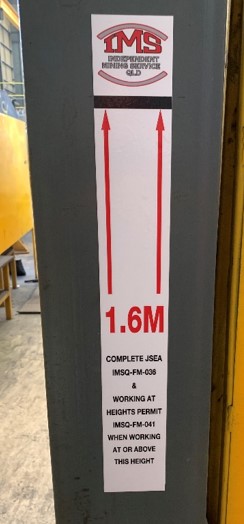 IMS
INDEPENDENT
MINING SERVICE
QLD
1.6M
COMPLETE JSEA
IMSQ-FM-036
&
WORKING AT
HEIGHTS PERMIT
IMSQ-FM-041
WHEN WORKING
AT OR ABOVE
THIS HEIGHT